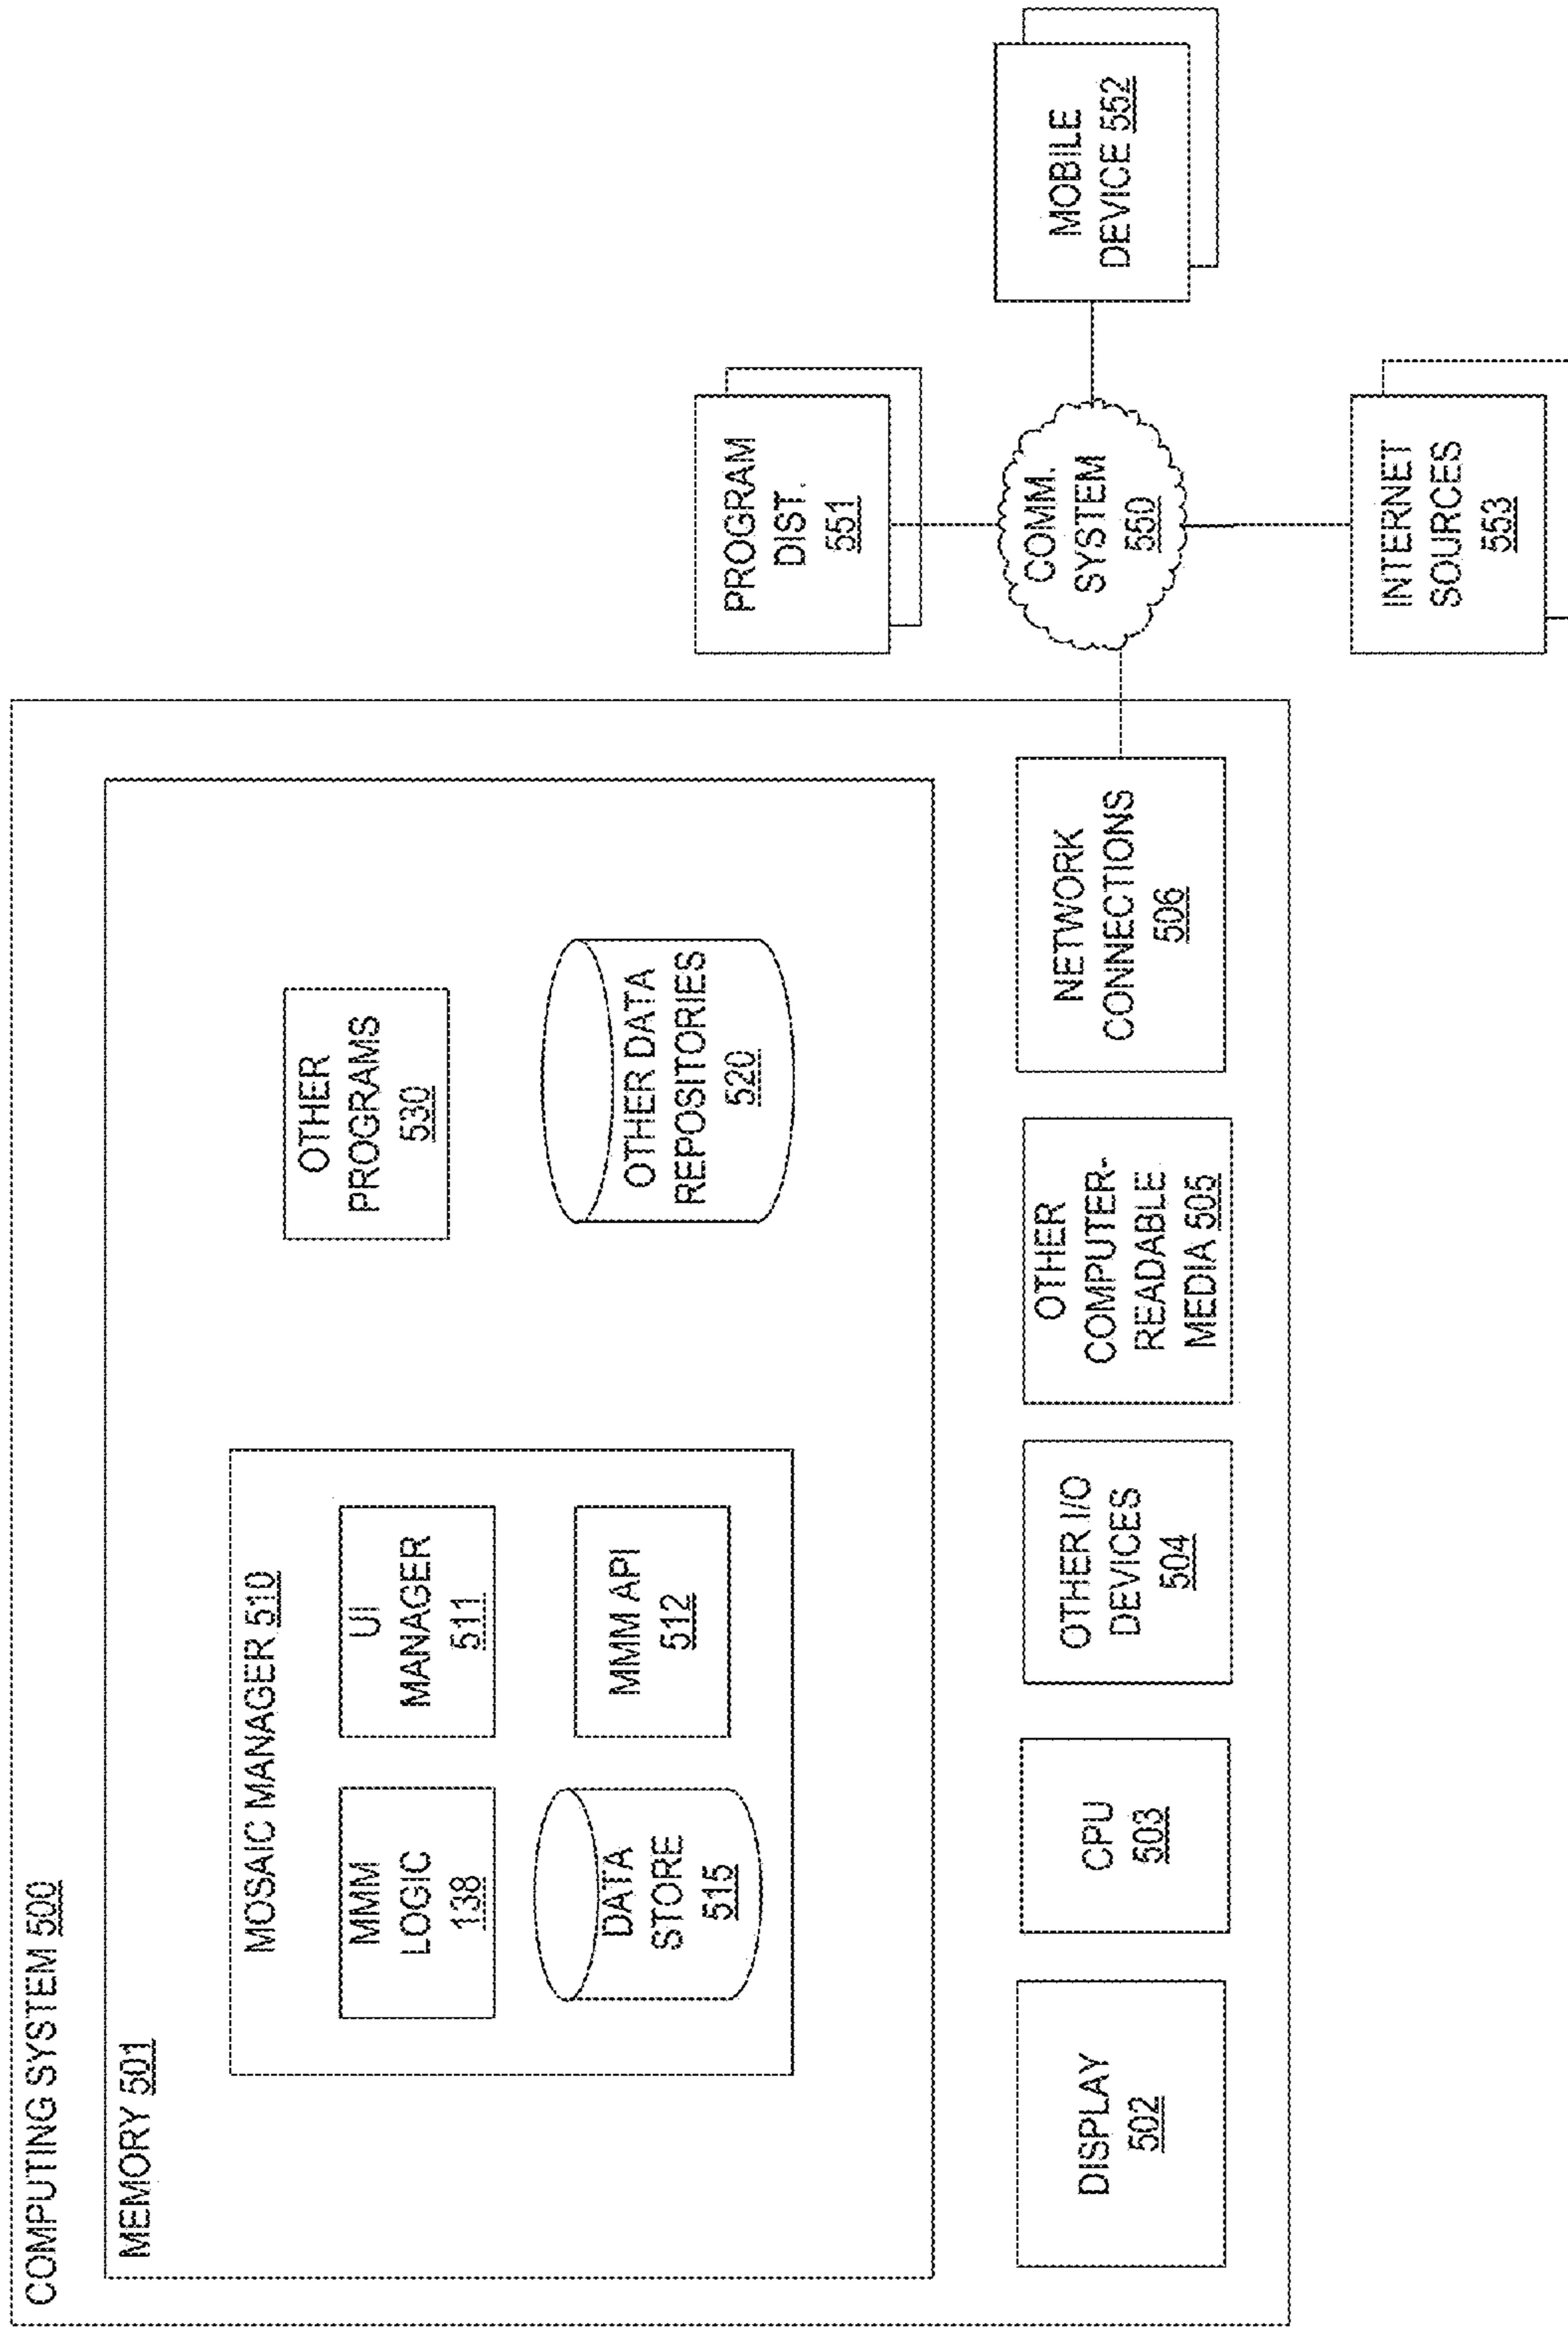 COMPUTING SYSTEM 500
MEMORY 501
MOSAIC MANAGER 510
MMM
LOGIC
138
UI
MANAGER
511
DATA
STORE
515
MMM API
512
OTHER
PROGRAMS
530
OTHER DATA
REPOSITORIES
520
DISPLAY
502
CPU
503
OTHER I/O
DEVICES
504
OTHER
COMPUTER-
READABLE
MEDIA 505
NETWORK
CONNECTIONS
506
PROGRAM
DIST.
551
COMM.
SYSTEM
550
MOBILE
DEVICE 552
INTERNET
SOURCES
553